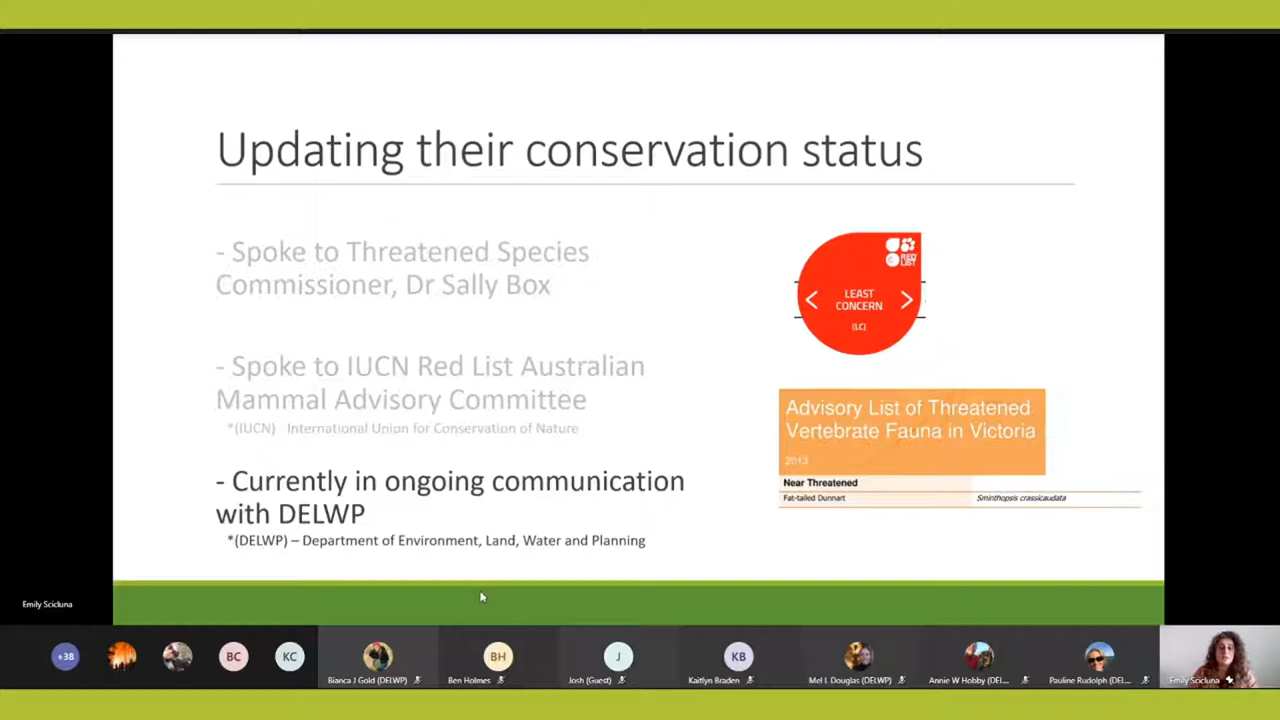 Updating their conservation status
- Spoke to Threatened Species
Commissioner, Dr Sally Box
- Spoke to IUCN Red List Australian
Mammal Advisory Committee
*(IUCN) International Union for Conservation of Nature
- Currently in ongoing communication
with DELWP
*(DELWP) – Department of Environment, Land, Water and Planning
RED
LIST
< LEAST
CONCERN >
(LC)
Advisory List of Threatened
Vertebrate Fauna in Victoria
2013
Near Threatened
Fat-tailed Dunnart Sminthopsis crassicaudata
Emily Scicluna
+38
BC
KC
BH
J
KB
Bianca J Gold (DELWP)
Ben Holmes
Josh (Guest)
Kaitlyn Braden
Mel I. Douglas (DELWP)
Annie W Hobby (DEL...
Pauline Rudolph (DEL...
Emily Scicluna